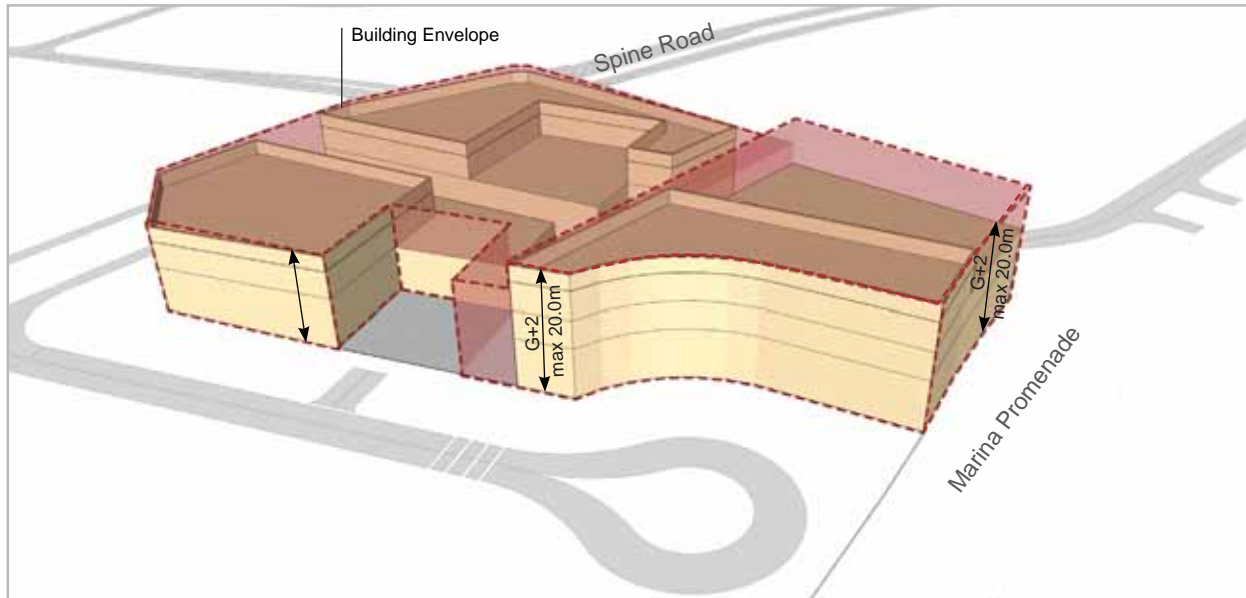 Building Envelope
Spine Road
G+2
max 20.0m
G+2
max 20.0m
Marina Promenade